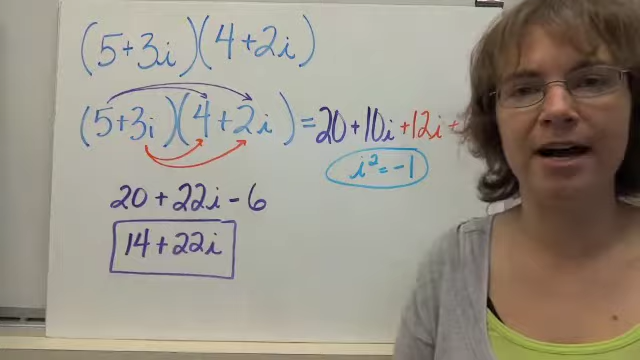 (5+3i)(4+2i)
(5+3i)(4+2i)=20+10i+12i+
i²=-1
20+22i-6
14+22i